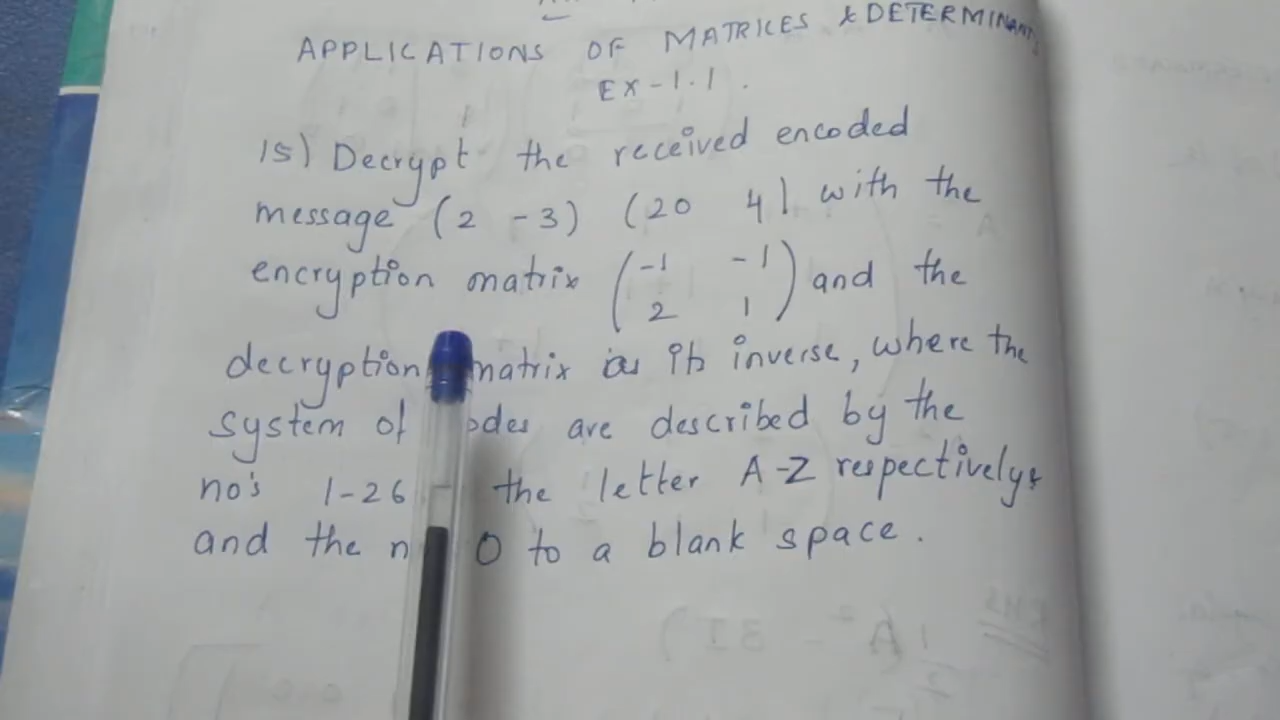 APPLICATIONS OF MATRICES & DETERMINANTS
EX-1.1.
15) Decrypt the received encoded
message (2 -3) (20 4) with the
encryption matrix (-1 -1
2 1) and the
decryption matrix as its inverse, where the
system of codes are described by the
no's 1-26 the letter A-Z respectively
and the n 0 to a blank space.